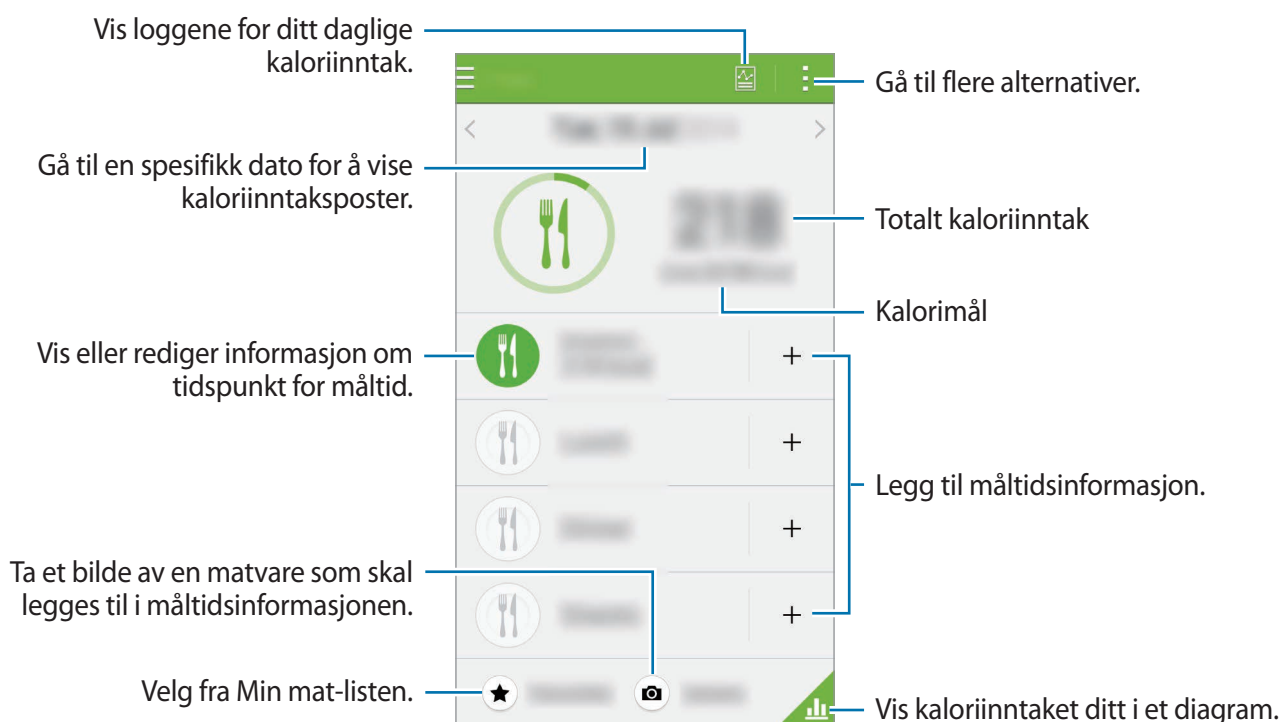 Vis loggene for ditt daglige
kaloriinntak.
Gå til flere alternativer.
Gå til en spesifikk dato for å vise
kaloriinntaksposter.
218
Totalt kaloriinntak
Kalorimål
Vis eller rediger informasjon om
tidspunkt for måltid.
Legg til måltidsinformasjon.
Ta et bilde av en matvare som skal
legges til i måltidsinformasjonen.
Velg fra Min mat-listen.
Vis kaloriinntaket ditt i et diagram.